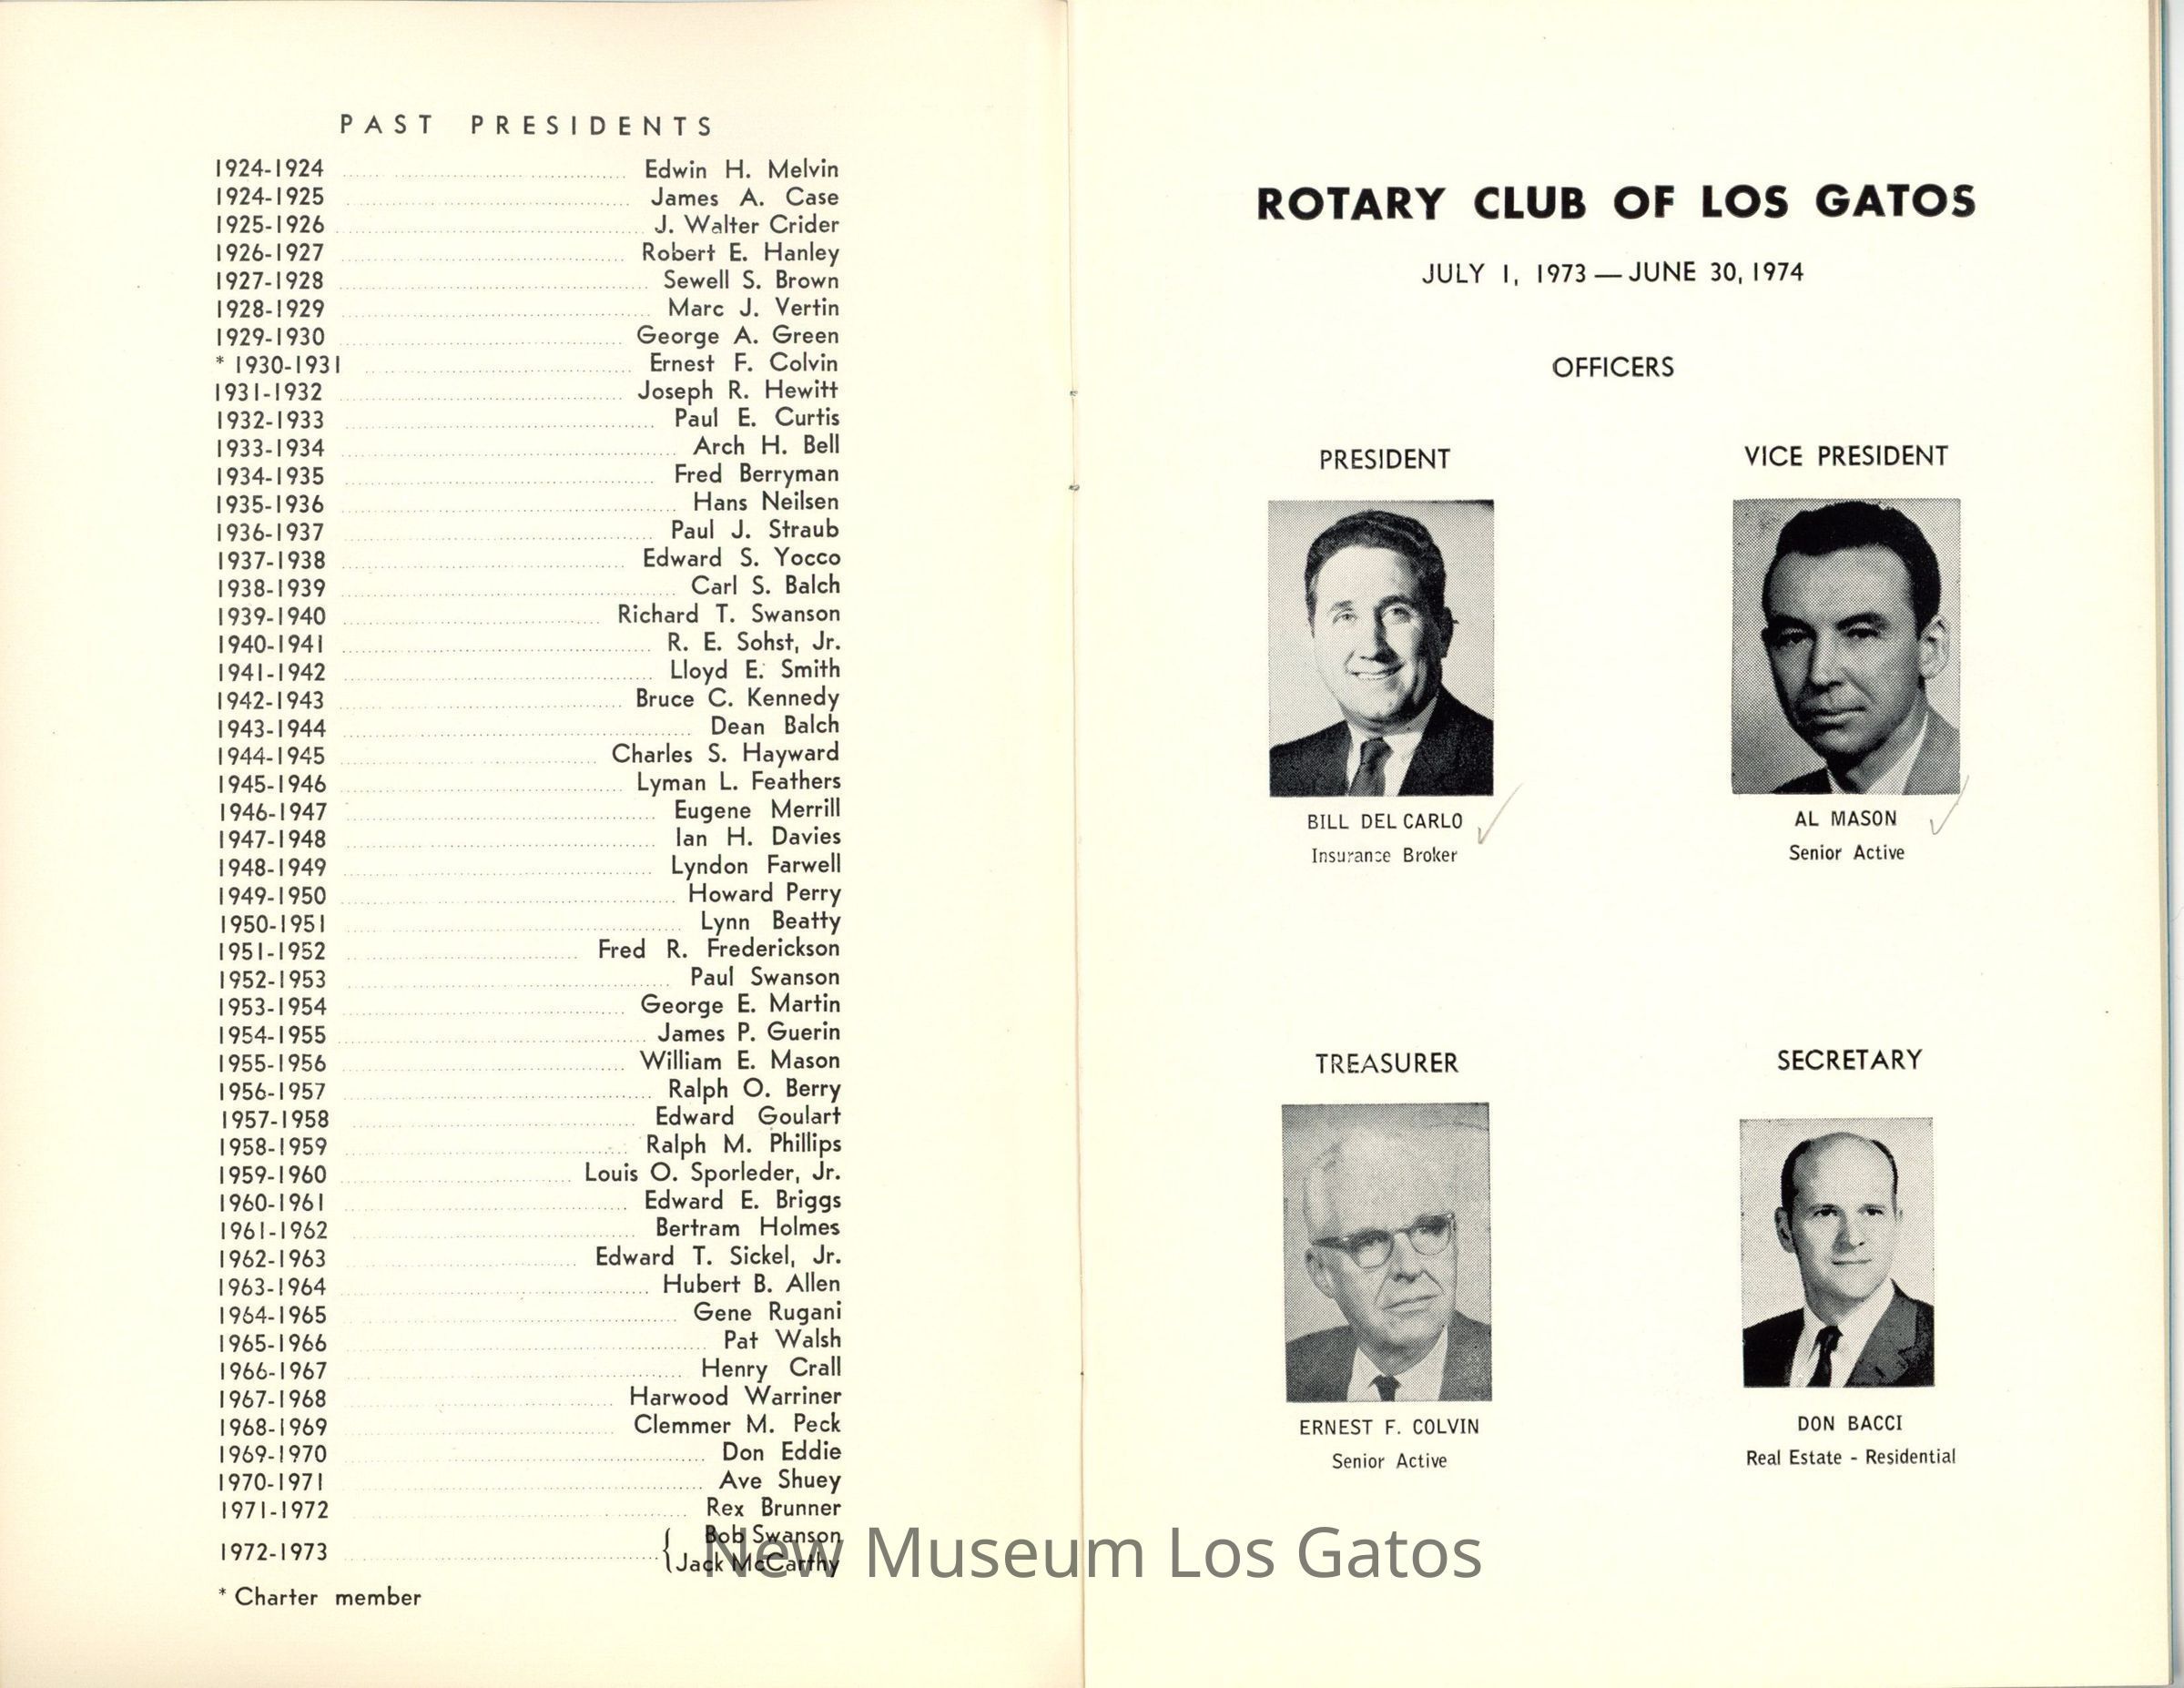 PAST PRESIDENTS
1924-1924 Edwin H. Melvin
1924-1925 James A. Case
1925-1926 J. Walter Crider
1926-1927 Robert E. Hanley
1927-1928 Sewell S. Brown
1928-1929 Marc J. Vertin
1929-1930 George A. Green
* 1930-1931 Ernest F. Colvin
1931-1932 Joseph R. Hewitt
1932-1933 Paul E. Curtis
1933-1934 Arch H. Bell
1934-1935 Fred Berryman
1935-1936 Hans Neilsen
1936-1937 Paul J. Straub
1937-1938 Edward S. Yocco
1938-1939 Carl S. Balch
1939-1940 Richard T. Swanson
1940-1941 R. E. Sohst, Jr.
1941-1942 Lloyd E. Smith
1942-1943 Bruce C. Kennedy
1943-1944 Dean Balch
1944-1945 Charles S. Hayward
1945-1946 Lyman L. Feathers
1946-1947 Eugene Merrill
1947-1948 Ian H. Davies
1948-1949 Lyndon Farwell
1949-1950 Howard Perry
1950-1951 Lynn Beatty
1951-1952 Fred R. Frederickson
1952-1953 Paul Swanson
1953-1954 George E. Martin
1954-1955 James P. Guerin
1955-1956 William E. Mason
1956-1957 Ralph O. Berry
1957-1958 Edward Goulart
1958-1959 Ralph M. Phillips
1959-1960 Louis O. Sporleder, Jr.
1960-1961 Edward E. Briggs
1961-1962 Bertram Holmes
1962-1963 Edward T. Sickel, Jr.
1963-1964 Hubert B. Allen
1964-1965 Gene Rugani
1965-1966 Pat Walsh
1966-1967 Henry Crall
1967-1968 Harwood Warriner
1968-1969 Clemmer M. Peck
1969-1970 Don Eddie
1970-1971 Ave Shuey
1971-1972 Rex Brunner
1972-1973 { Bob Swanson
Jack McCarthy
* Charter member
ROTARY CLUB OF LOS GATOS
JULY 1, 1973 — JUNE 30, 1974
OFFICERS
PRESIDENT
BILL DEL CARLO
Insurance Broker
VICE PRESIDENT
AL MASON
Senior Active
TREASURER
ERNEST F. COLVIN
Senior Active
SECRETARY
DON BACCI
Real Estate - Residential
New Museum Los Gatos